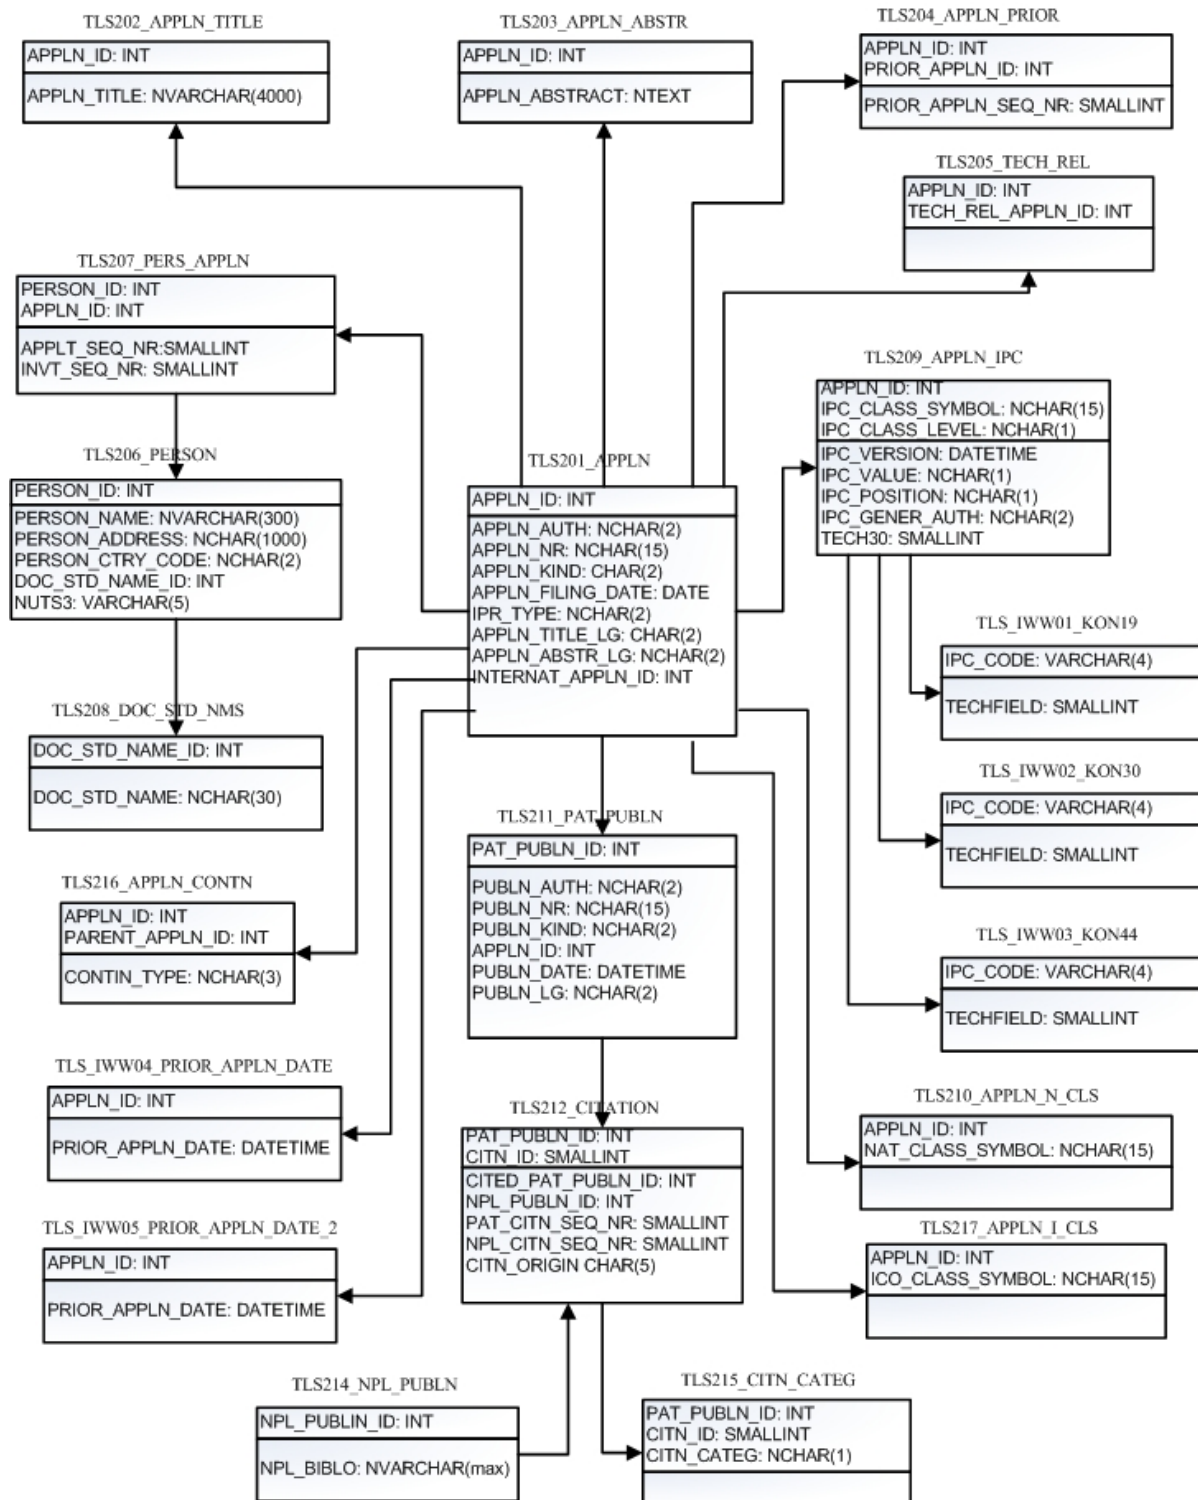 TLS202_APPLN_TITLE
APPLN_ID: INT
APPLN_TITLE: NVARCHAR(4000)
TLS203_APPLN_ABSTR
APPLN_ID: INT
APPLN_ABSTRACT: NTEXT
TLS204_APPLN_PRIOR
APPLN_ID: INT
PRIOR_APPLN_ID: INT
PRIOR_APPLN_SEQ_NR: SMALLINT
TLS205_TECH_REL
APPLN_ID: INT
TECH_REL_APPLN_ID: INT
TLS207_PERS_APPLN
PERSON_ID: INT
APPLN_ID: INT
APPLT_SEQ_NR:SMALLINT
INVT_SEQ_NR: SMALLINT
TLS209_APPLN_IPC
APPLN_ID: INT
IPC_CLASS_SYMBOL: NCHAR(15)
IPC_CLASS_LEVEL: NCHAR(1)
IPC_VERSION: DATETIME
IPC_VALUE: NCHAR(1)
IPC_POSITION: NCHAR(1)
IPC_GENER_AUTH: NCHAR(2)
TECH30: SMALLINT
TLS206_PERSON
PERSON_ID: INT
PERSON_NAME: NVARCHAR(300)
PERSON_ADDRESS: NCHAR(1000)
PERSON_CTRY_CODE: NCHAR(2)
DOC_STD_NAME_ID: INT
NUTS3: VARCHAR(5)
TLS201_APPLN
APPLN_ID: INT
APPLN_AUTH: NCHAR(2)
APPLN_NR: NCHAR(15)
APPLN_KIND: CHAR(2)
APPLN_FILING_DATE: DATE
IPR_TYPE: NCHAR(2)
APPLN_TITLE_LG: CHAR(2)
APPLN_ABSTR_LG: NCHAR(2)
INTERNAT_APPLN_ID: INT
TLS_IWW01_KON19
IPC_CODE: VARCHAR(4)
TECHFIELD: SMALLINT
TLS208_DOC_STD_NMS
DOC_STD_NAME_ID: INT
DOC_STD_NAME: NCHAR(30)
TLS_IWW02_KON30
IPC_CODE: VARCHAR(4)
TECHFIELD: SMALLINT
TLS211_PAT_PUBLN
PAT_PUBLN_ID: INT
PUBLN_AUTH: NCHAR(2)
PUBLN_NR: NCHAR(15)
PUBLN_KIND: NCHAR(2)
APPLN_ID: INT
PUBLN_DATE: DATETIME
PUBLN_LG: NCHAR(2)
TLS216_APPLN_CONTN
APPLN_ID: INT
PARENT_APPLN_ID: INT
CONTIN_TYPE: NCHAR(3)
TLS_IWW03_KON44
IPC_CODE: VARCHAR(4)
TECHFIELD: SMALLINT
TLS_IWW04_PRIOR_APPLN_DATE
APPLN_ID: INT
PRIOR_APPLN_DATE: DATETIME
TLS212_CITATION
PAT_PUBLN_ID: INT
CITN_ID: SMALLINT
CITED_PAT_PUBLN_ID: INT
NPL_PUBLN_ID: INT
PAT_CITN_SEQ_NR: SMALLINT
NPL_CITN_SEQ_NR: SMALLINT
CITN_ORIGIN CHAR(5)
TLS210_APPLN_N_CLS
APPLN_ID: INT
NAT_CLASS_SYMBOL: NCHAR(15)
TLS_IWW05_PRIOR_APPLN_DATE_2
APPLN_ID: INT
PRIOR_APPLN_DATE: DATETIME
TLS217_APPLN_I_CLS
APPLN_ID: INT
ICO_CLASS_SYMBOL: NCHAR(15)
TLS214_NPL_PUBLN
NPL_PUBLIN_ID: INT
NPL_BIBLO: NVARCHAR(max)
TLS215_CITN_CATEG
PAT_PUBLN_ID: INT
CITN_ID: SMALLINT
CITN_CATEG: NCHAR(1)